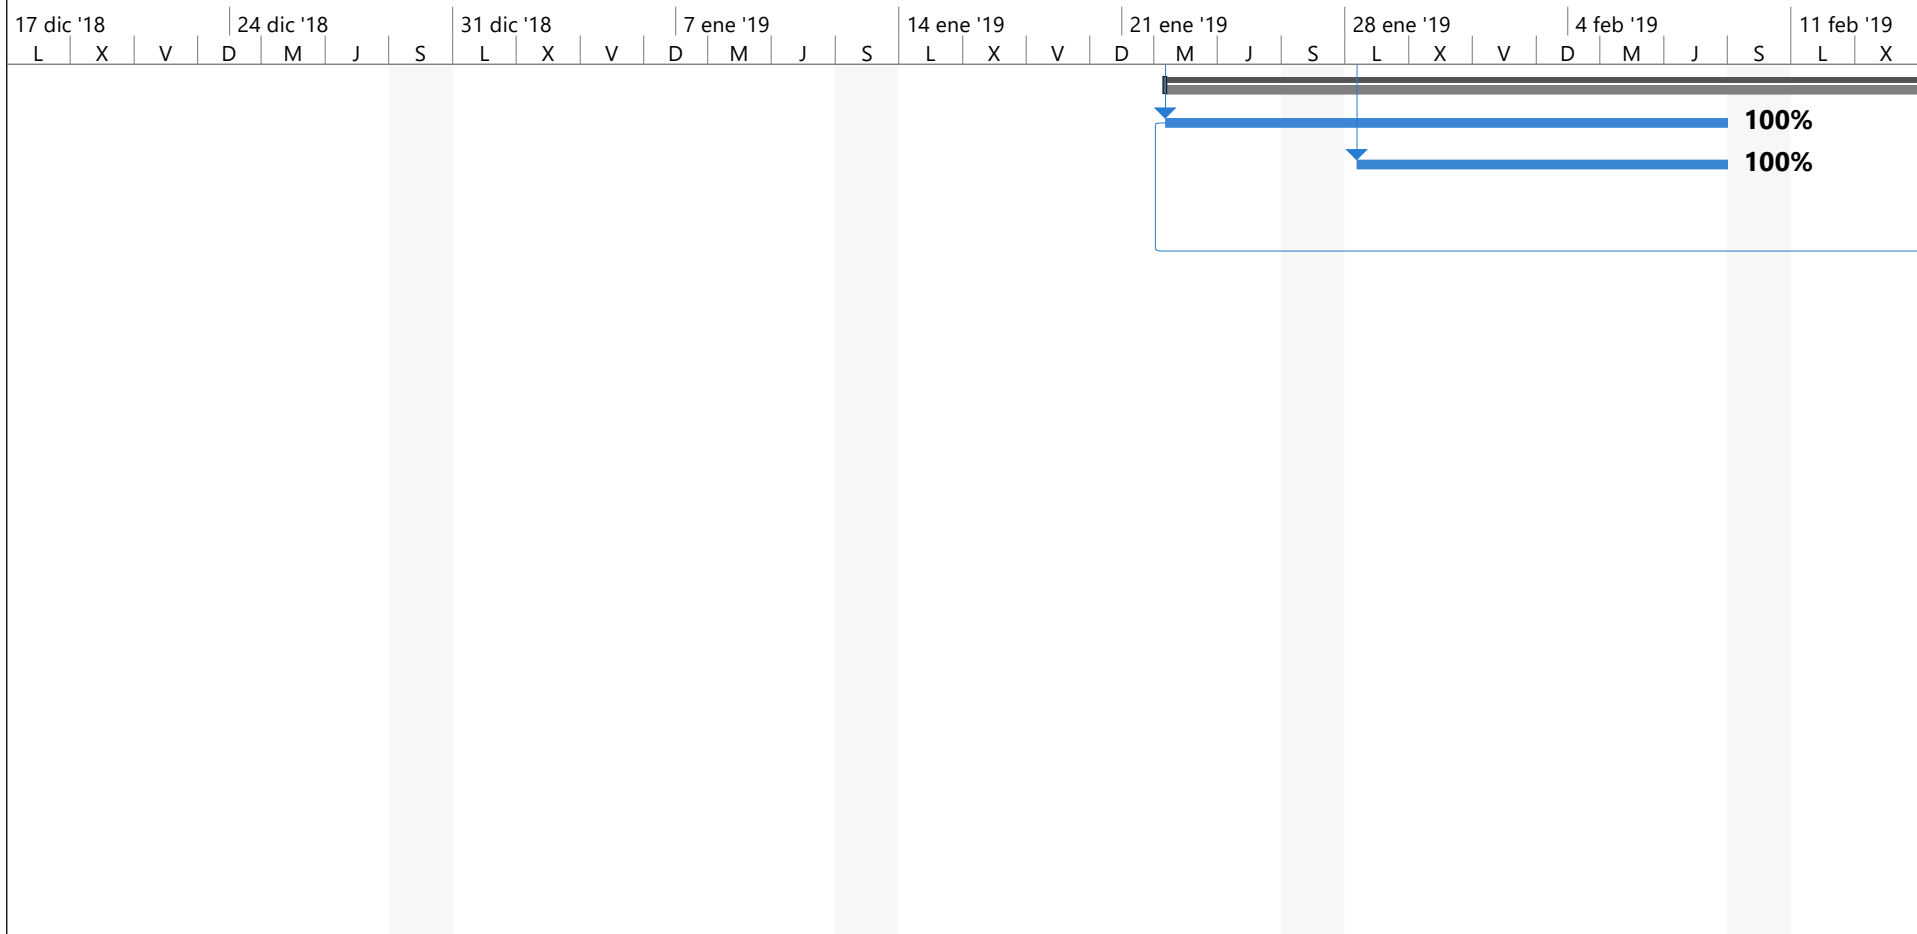 17 dic '18 24 dic '18 31 dic '18 7 ene '19 14 ene '19 21 ene '19 28 ene '19 4 feb '19 11 feb '19
L X V D M J S L X V D M J S L X V D M J S L X V D M J S L X
100%
100%